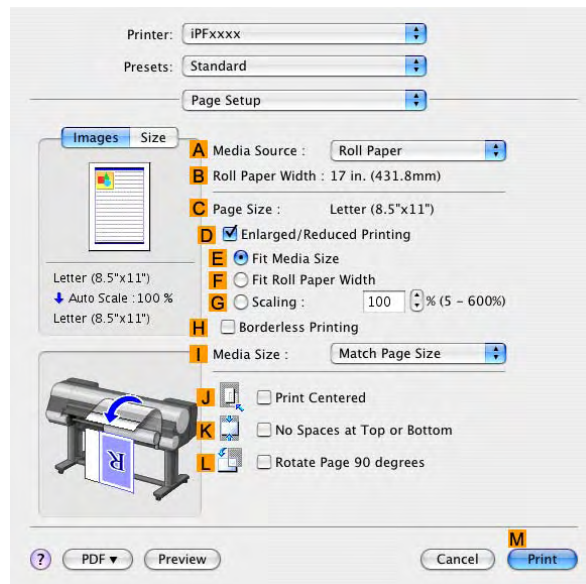 Printer: iPFxxxx
Presets: Standard
Page Setup
Images Size
A Media Source : Roll Paper
B Roll Paper Width : 17 in. (431.8mm)
C Page Size : Letter (8.5"x11")
D Enlarged/Reduced Printing
E Fit Media Size
F Fit Roll Paper Width
G Scaling : 100 % (5 - 600%)
H Borderless Printing
I Media Size : Match Page Size
J Print Centered
K No Spaces at Top or Bottom
L Rotate Page 90 degrees
Letter (8.5"x11")
Auto Scale :100 %
Letter (8.5"x11")
R
M
? PDF Preview Cancel Print